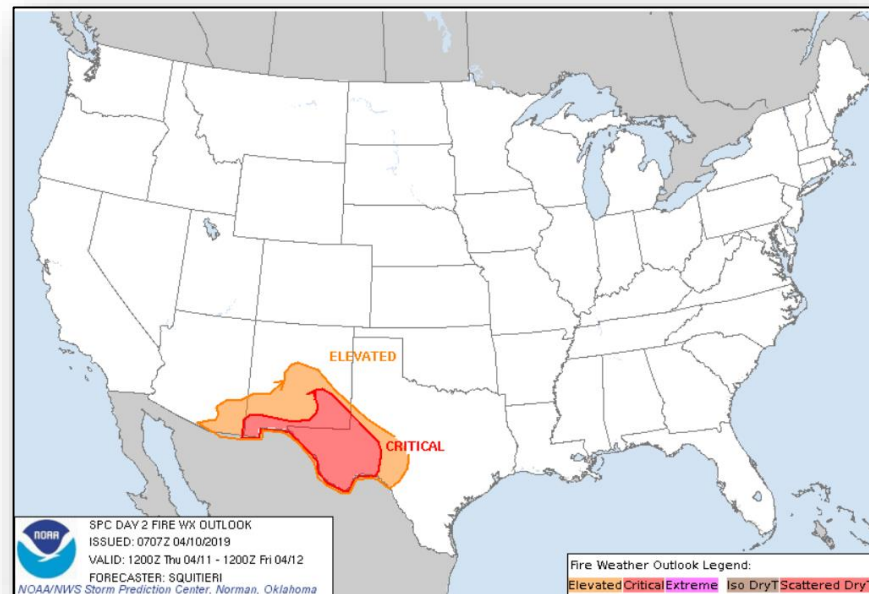 ELEVATED
CRITICAL
NOAA
SPC DAY 2 FIRE WX OUTLOOK
ISSUED: 0707Z 04/10/2019
VALID: 1200Z Thu 04/11 - 1200Z Fri 04/12
FORECASTER: SQUITIERI
NOAA/NWS Storm Prediction Center, Norman, Oklahoma
Fire Weather Outlook Legend:
Elevated Critical Extreme Iso DryT Scattered DryT